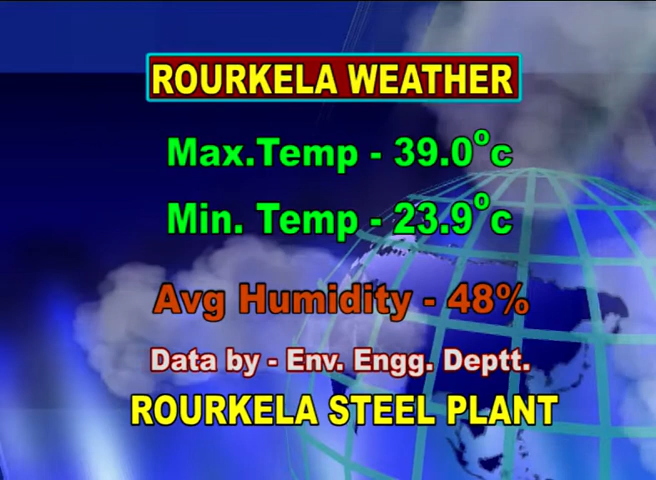 ROURKELA WEATHER
Max.Temp - 39.0°c
Min. Temp - 23.9°c
Avg Humidity - 48%
Data by - Env. Engg. Deptt.
ROURKELA STEEL PLANT